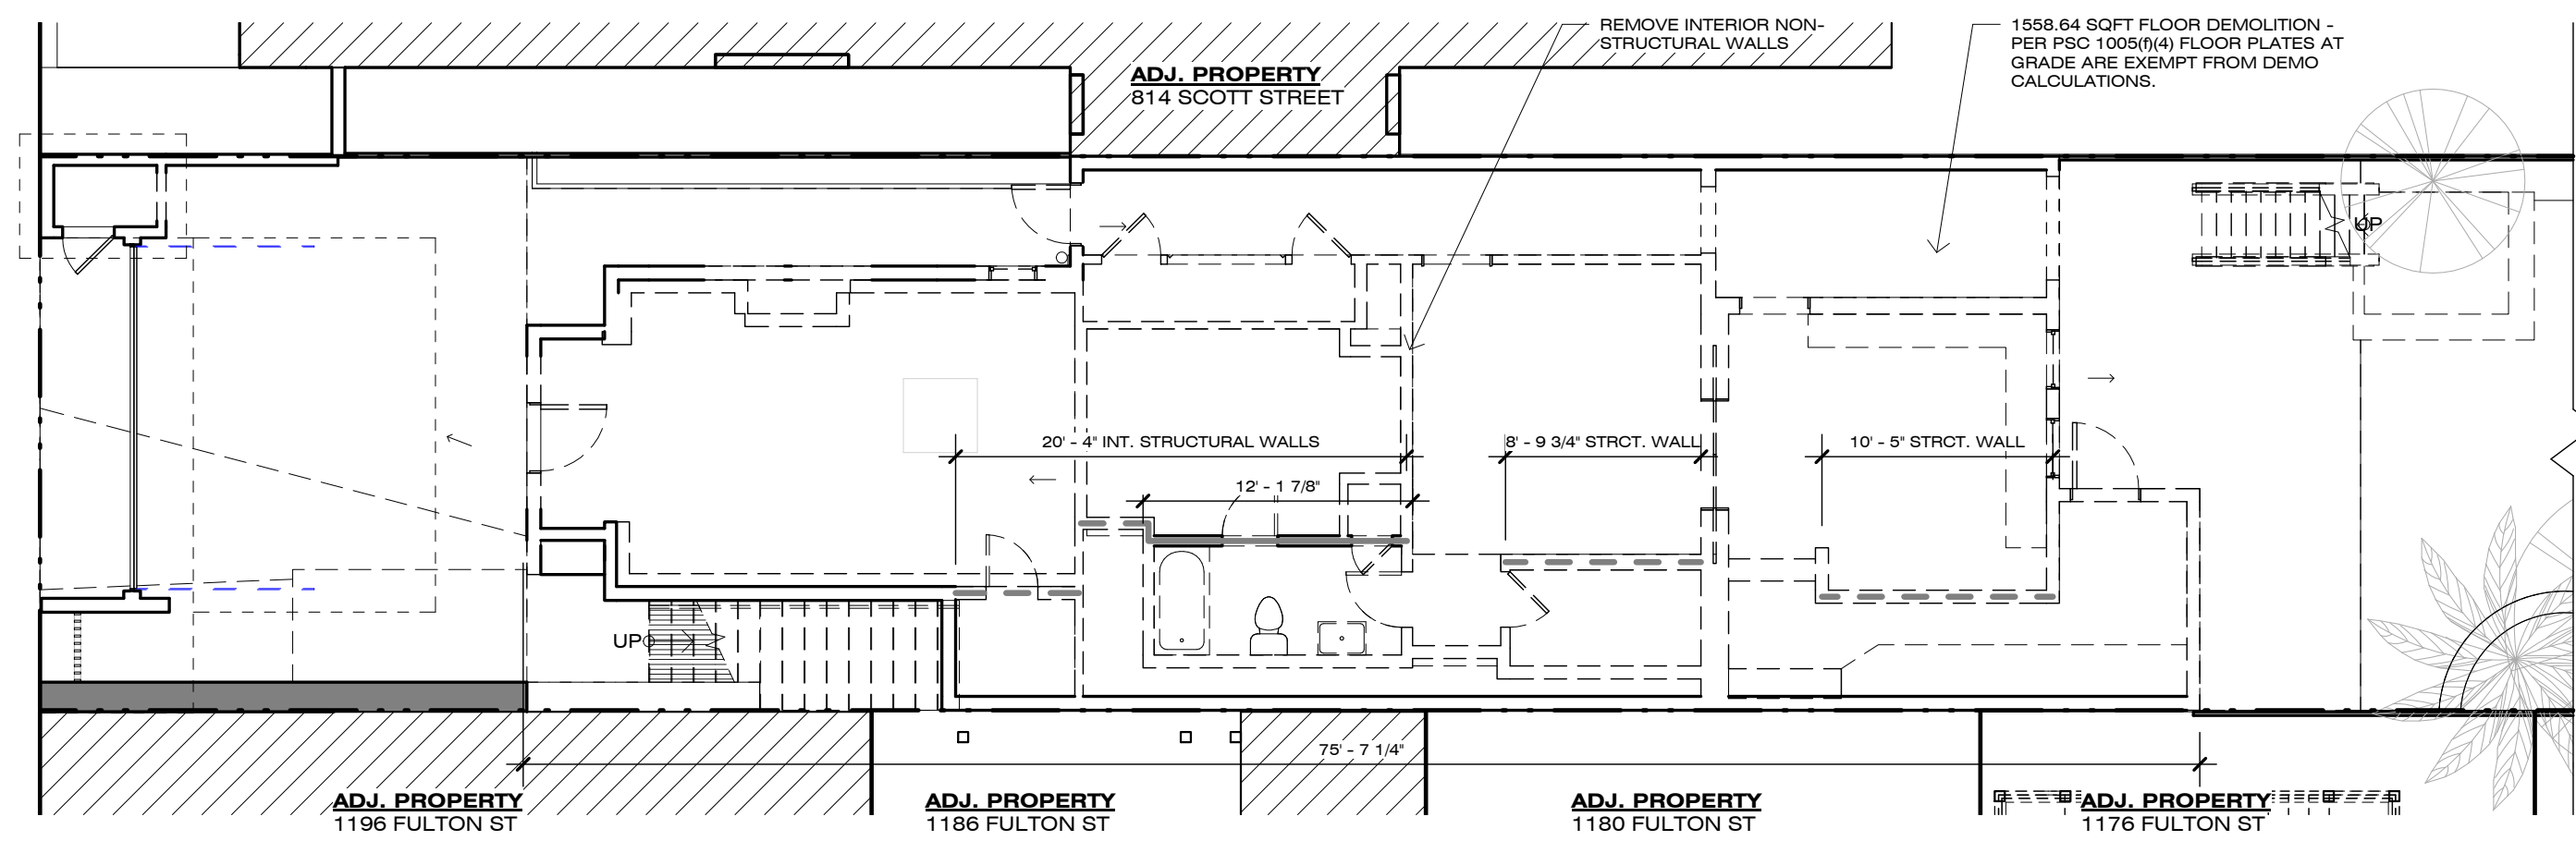 REMOVE INTERIOR NON-
STRUCTURAL WALLS
1558.64 SQFT FLOOR DEMOLITION -
PER PSC 1005(f)(4) FLOOR PLATES AT
GRADE ARE EXEMPT FROM DEMO
CALCULATIONS.
ADJ. PROPERTY
814 SCOTT STREET
UP
20' - 4" INT. STRUCTURAL WALLS
8' - 9 3/4" STRCT. WALL
10' - 5" STRCT. WALL
12' - 1 7/8"
UP
75' - 7 1/4"
ADJ. PROPERTY
1196 FULTON ST
ADJ. PROPERTY
1186 FULTON ST
ADJ. PROPERTY
1180 FULTON ST
ADJ. PROPERTY
1176 FULTON ST